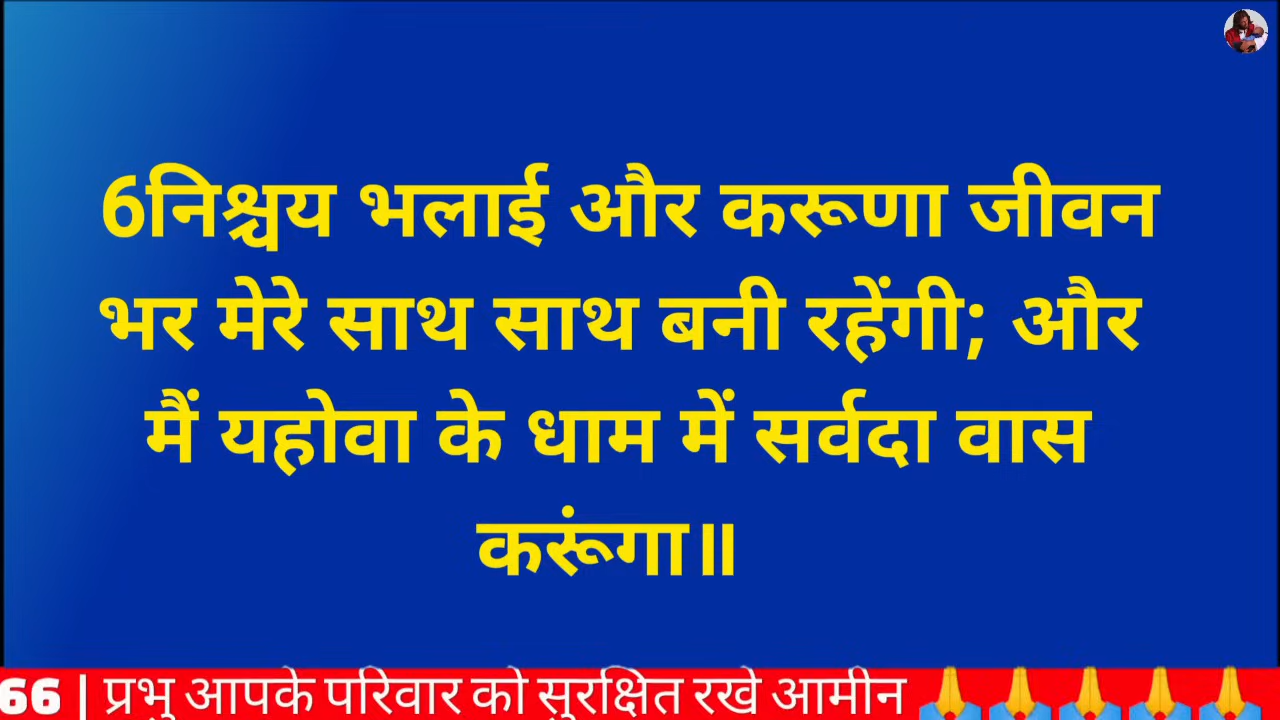 6निश्चय भलाई और करूणा जीवन
भर मेरे साथ साथ बनी रहेंगी; और
मैं यहोवा के धाम में सर्वदा वास
करूंगा॥
66 | प्रभु आपके परिवार को सुरक्षित रखे आमीन 🙏🙏🙏🙏🙏